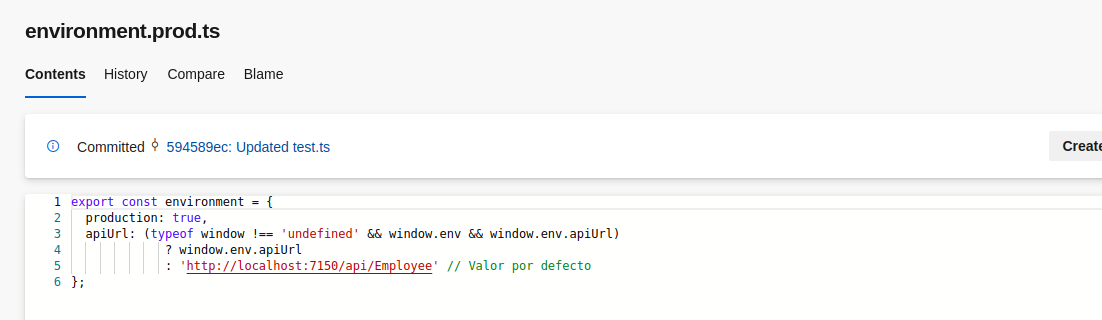 environment.prod.ts
Contents History Compare Blame
Committed 594589ec: Updated test.ts
Create
1 export const environment = {
2 production: true,
3 apiUrl: (typeof window !== 'undefined' && window.env && window.env.apiUrl)
4 ? window.env.apiUrl
5 : 'http://localhost:7150/api/Employee' // Valor por defecto
6 };